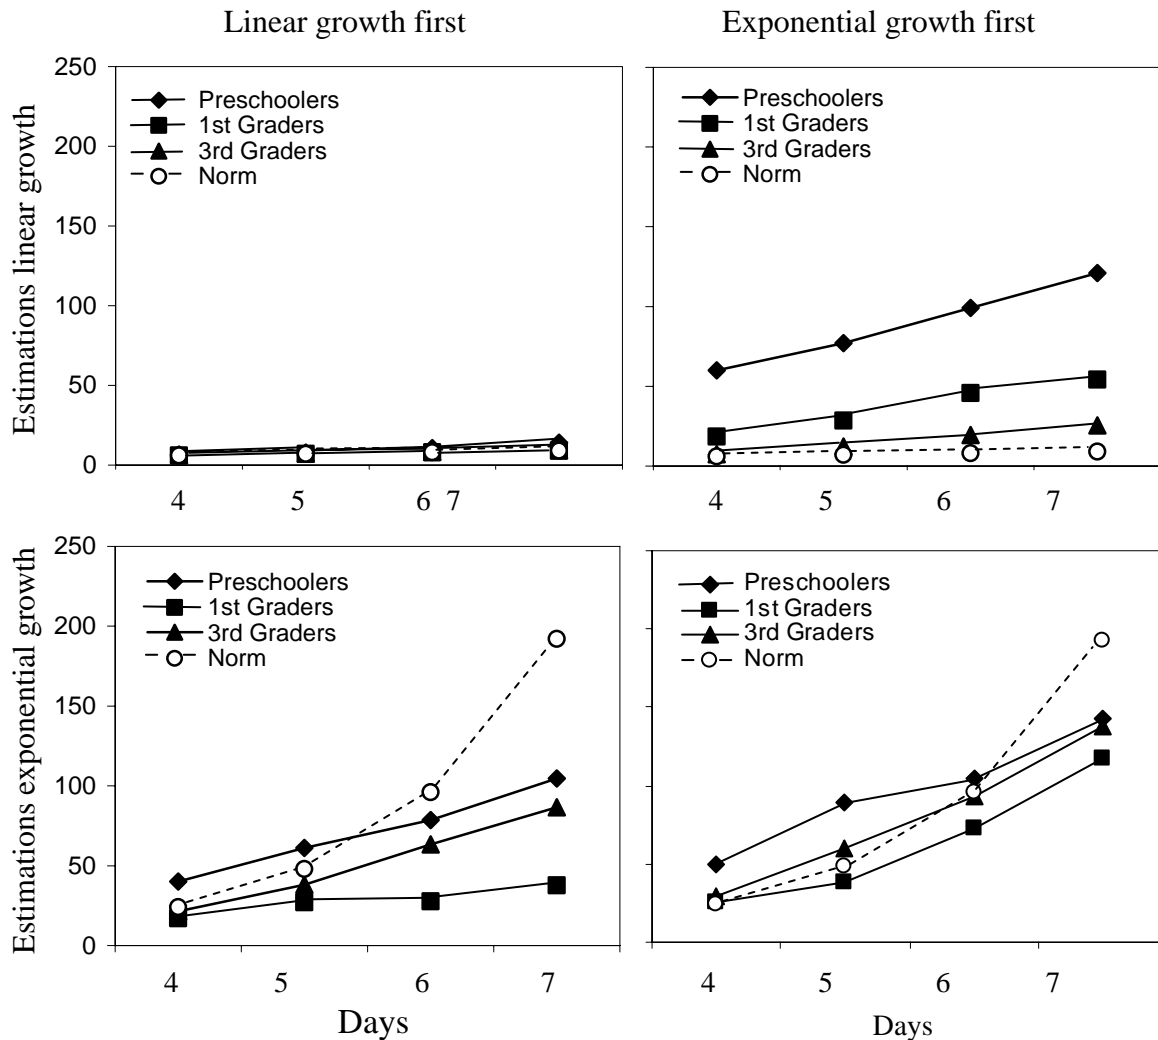 Linear growth first
Exponential growth first
Estimations linear growth
250
200
150
100
50
0
Preschoolers
1st Graders
3rd Graders
Norm
4 5 6 7
Preschoolers
1st Graders
3rd Graders
Norm
4 5 6 7
Estimations exponential growth
250
200
150
100
50
0
Preschoolers
1st Graders
3rd Graders
Norm
4 5 6 7
Days
Preschoolers
1st Graders
3rd Graders
Norm
4 5 6 7
Days